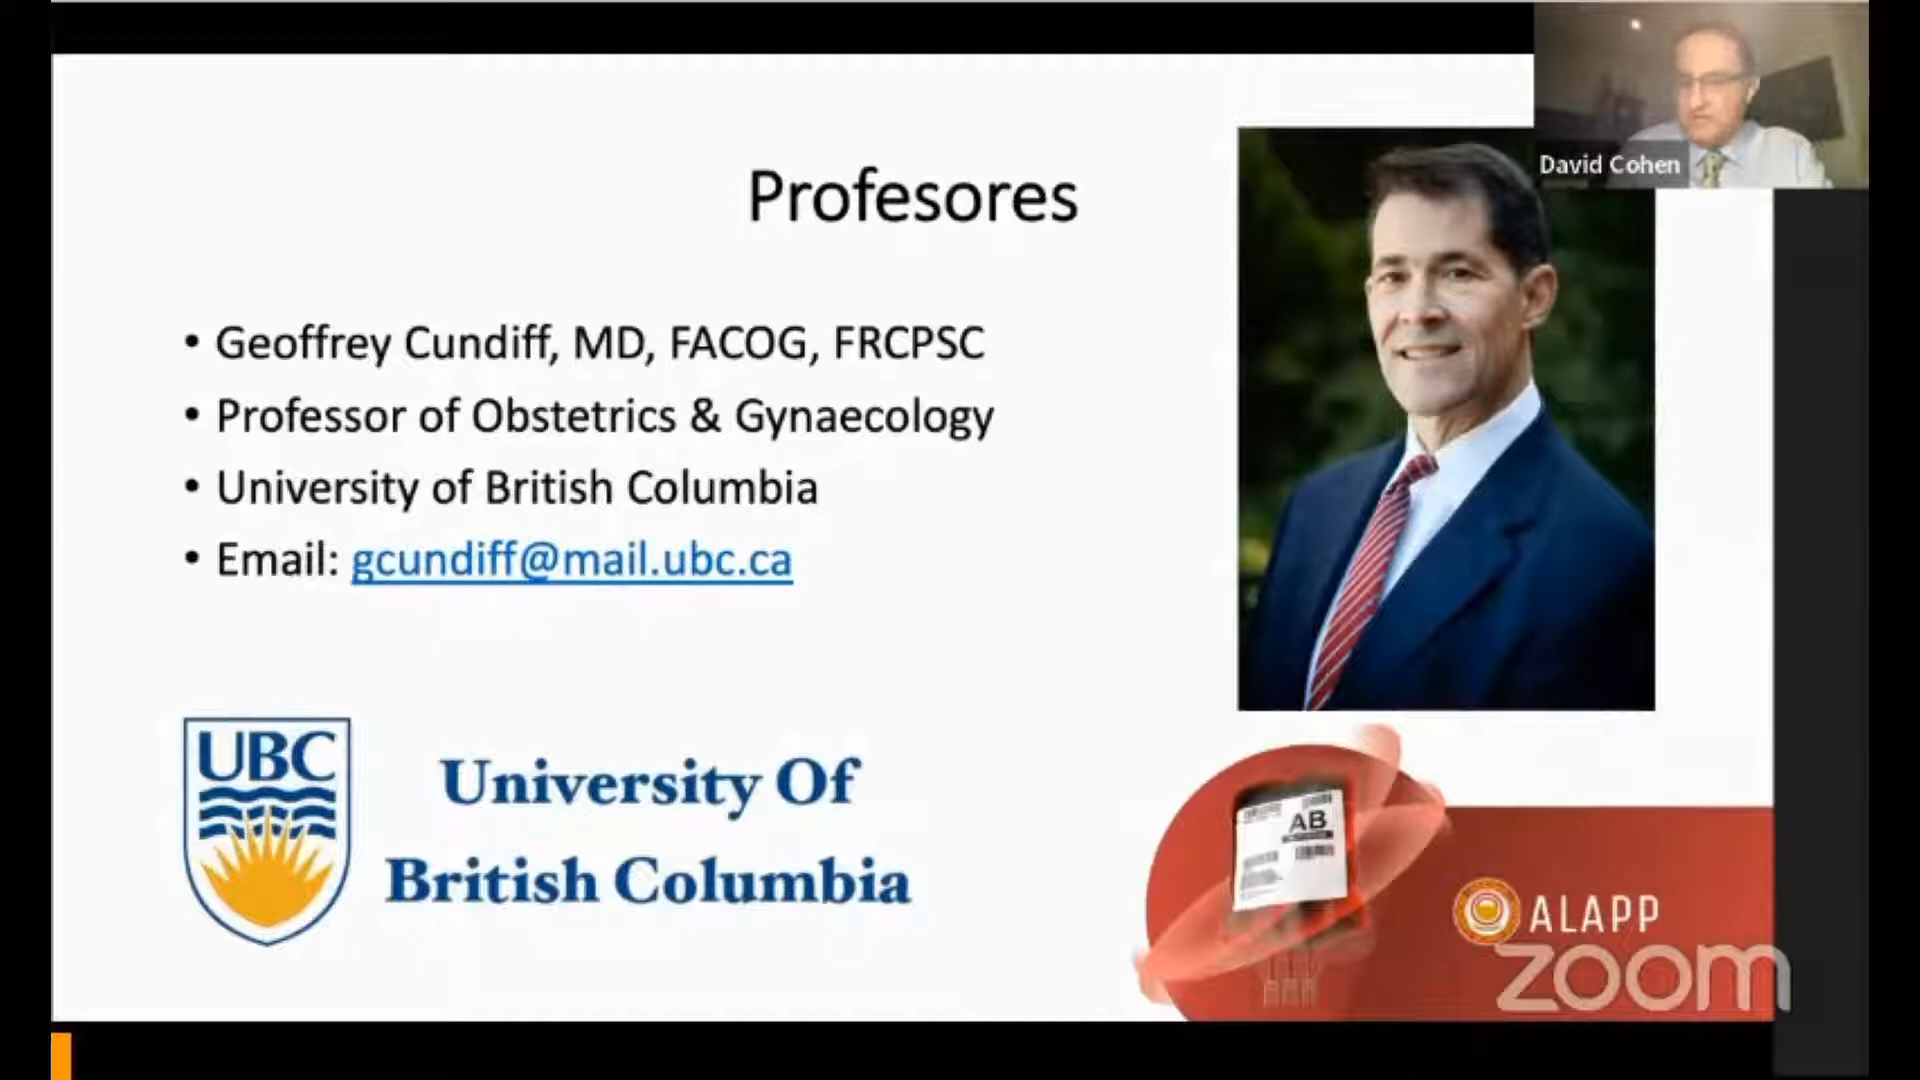 David Cohen
Profesores
• Geoffrey Cundiff, MD, FACOG, FRCPSC
• Professor of Obstetrics & Gynaecology
• University of British Columbia
• Email: gcundiff@mail.ubc.ca
UBC
University Of
British Columbia
AB
ALAPP
zoom